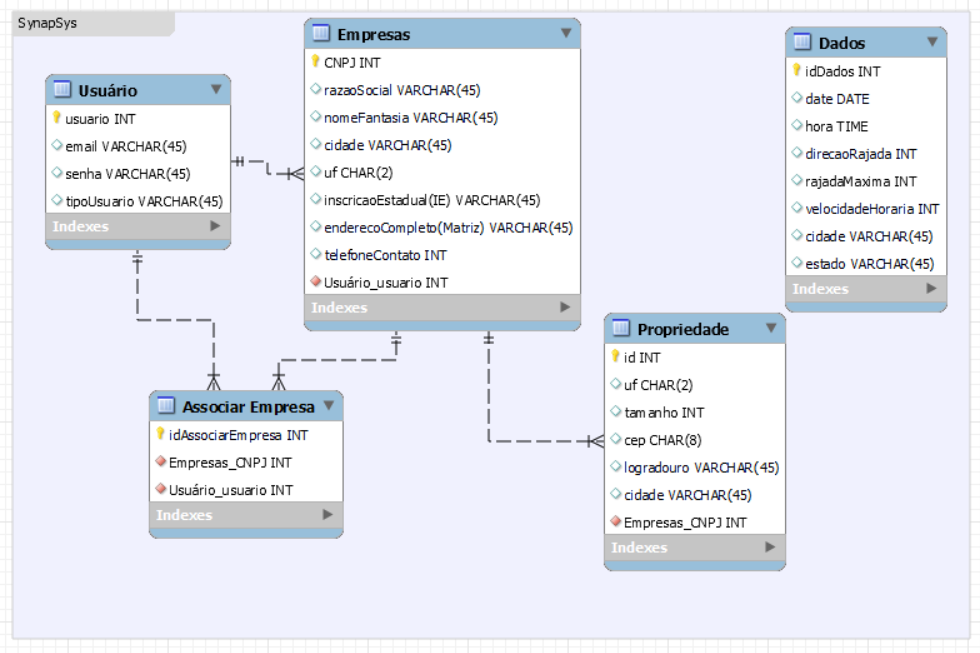 SynapSys
Usuário
usuario INT
email VARCHAR(45)
senha VARCHAR(45)
tipoUsuario VARCHAR(45)
Indexes
Empresas
CNPJ INT
razaoSocial VARCHAR(45)
nomeFantasia VARCHAR(45)
cidade VARCHAR(45)
uf CHAR(2)
inscricaoEstadual(IE) VARCHAR(45)
enderecoCompleto(Matriz) VARCHAR(45)
telefoneContato INT
Usuário_usuario INT
Indexes
Dados
idDados INT
date DATE
hora TIME
direcaoRajada INT
rajadaMaxima INT
velocidadeHoraria INT
cidade VARCHAR(45)
estado VARCHAR(45)
Indexes
Associar Empresa
idAssociarEmpresa INT
Empresas_CNPJ INT
Usuário_usuario INT
Indexes
Propriedade
id INT
uf CHAR(2)
tamanho INT
cep CHAR(8)
logradouro VARCHAR(45)
cidade VARCHAR(45)
Empresas_CNPJ INT
Indexes